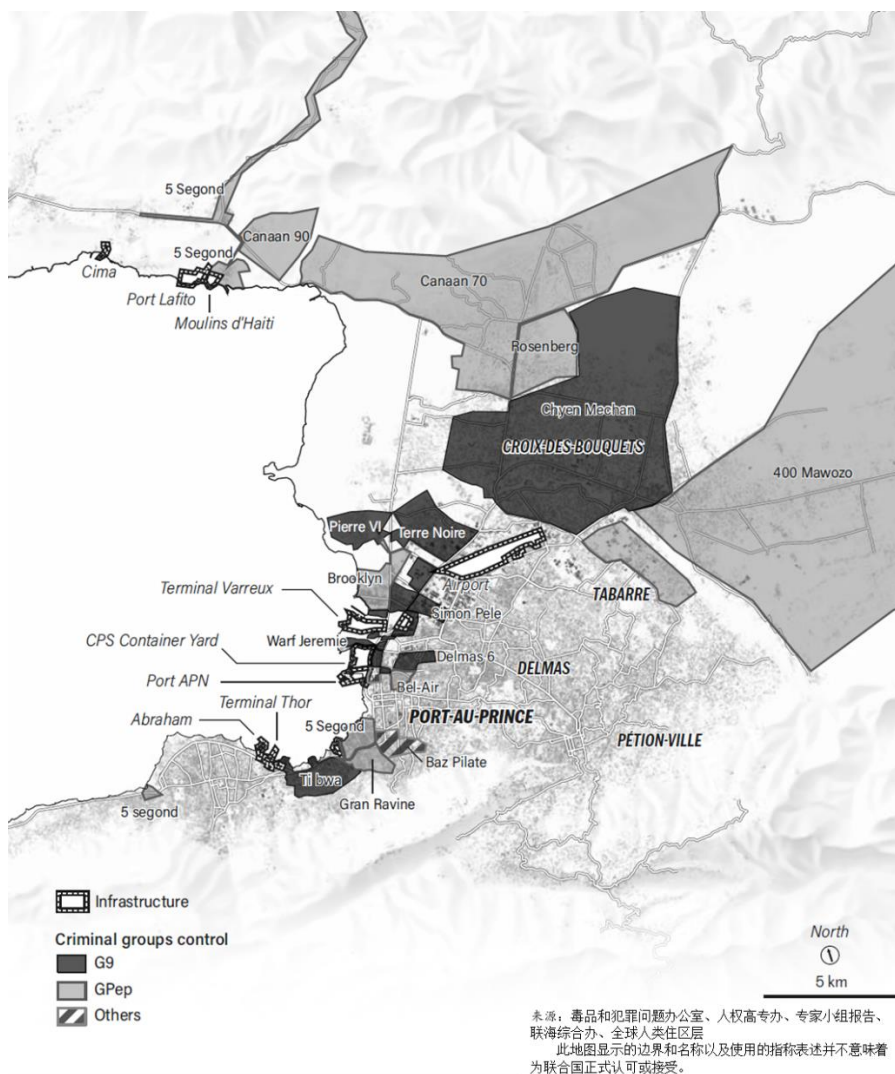 5 Segond
Canaan 90
5 Segond
Cima
Port Lafito
Moulins d'Haiti
Canaan 70
Rosenberg
Chyen Mechan
CROIX-DES-BOUQUETS
400 Mawozo
Pierre VI
Terre Noire
Brooklyn
Airport
Terminal Varreux
Simon Pele
TABARRE
Warf Jeremie
CPS Container Yard
Delmas 6
DELMAS
Port APN
Bel-Air
Terminal Thor
Abraham
5 Segond
PORT-AU-PRINCE
PÉTION-VILLE
Baz Pilate
Tii bwa
Gran Ravine
5 segond
Infrastructure
Criminal groups control
G9
GPep
Others
North
5 km
来源：毒品和犯罪问题办公室、人权高专办、专家小组报告、
联海综合办、全球人类住区层
此地图显示的边界和名称以及使用的指称表述并不意味着
为联合国正式认可或接受。